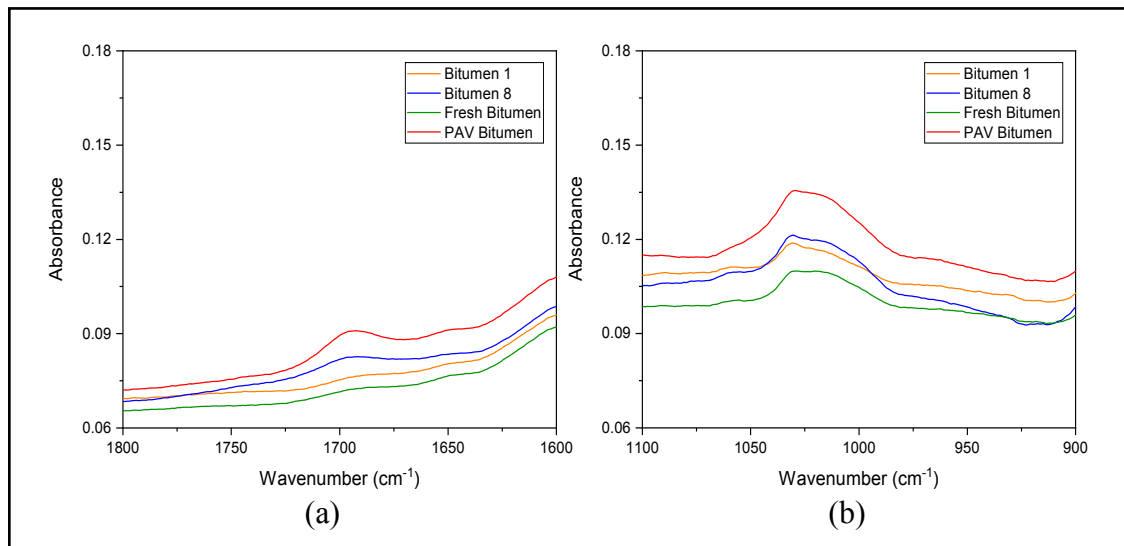 0.18
0.15
0.12
0.09
0.06
Absorbance
Bitumen 1
Bitumen 8
Fresh Bitumen
PAV Bitumen
1800 1750 1700 1650 1600
Wavenumber (cm⁻¹)
(a)
0.18
0.15
0.12
0.09
0.06
Absorbance
Bitumen 1
Bitumen 8
Fresh Bitumen
PAV Bitumen
1100 1050 1000 950 900
Wavenumber (cm⁻¹)
(b)